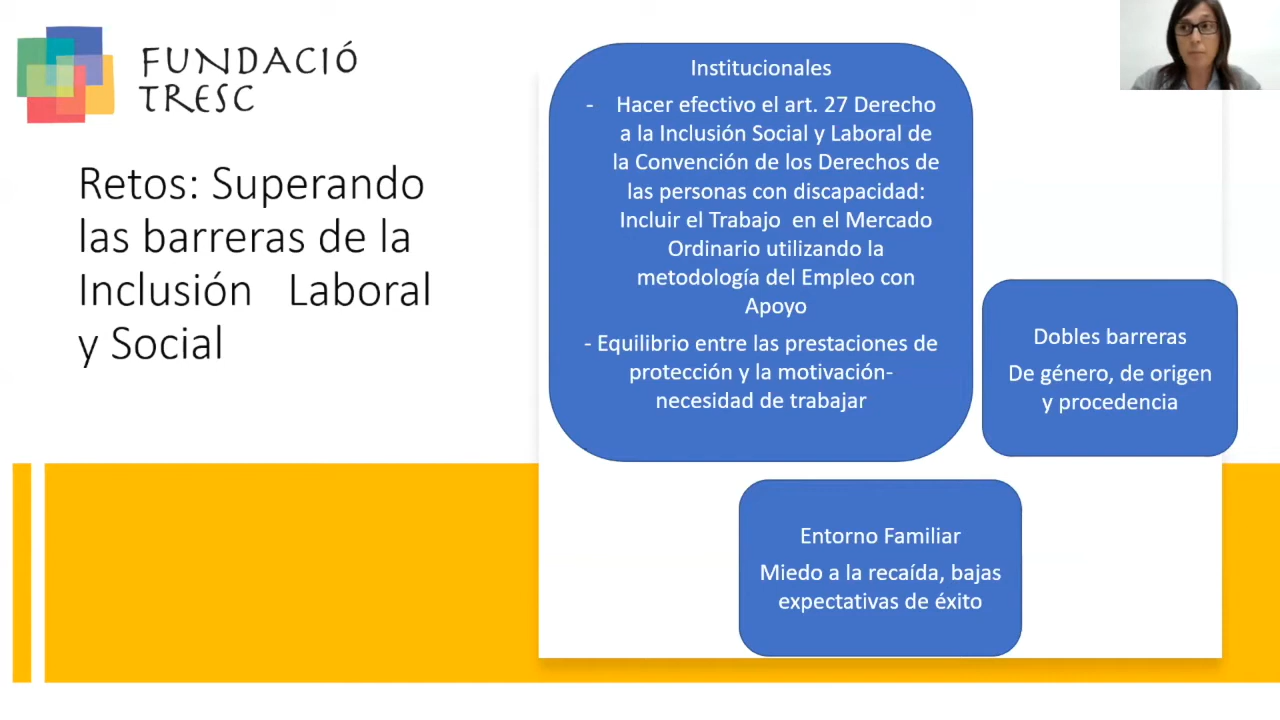 FUNDACIÓ
TRESC
Retos: Superando
las barreras de la
Inclusión Laboral
y Social
Institucionales
- Hacer efectivo el art. 27 Derecho
a la Inclusión Social y Laboral de
la Convención de los Derechos de
las personas con discapacidad:
Incluir el Trabajo en el Mercado
Ordinario utilizando la
metodología del Empleo con
Apoyo
- Equilibrio entre las prestaciones de
protección y la motivación-
necesidad de trabajar
Dobles barreras
De género, de origen
y procedencia
Entorno Familiar
Miedo a la recaída, bajas
expectativas de éxito